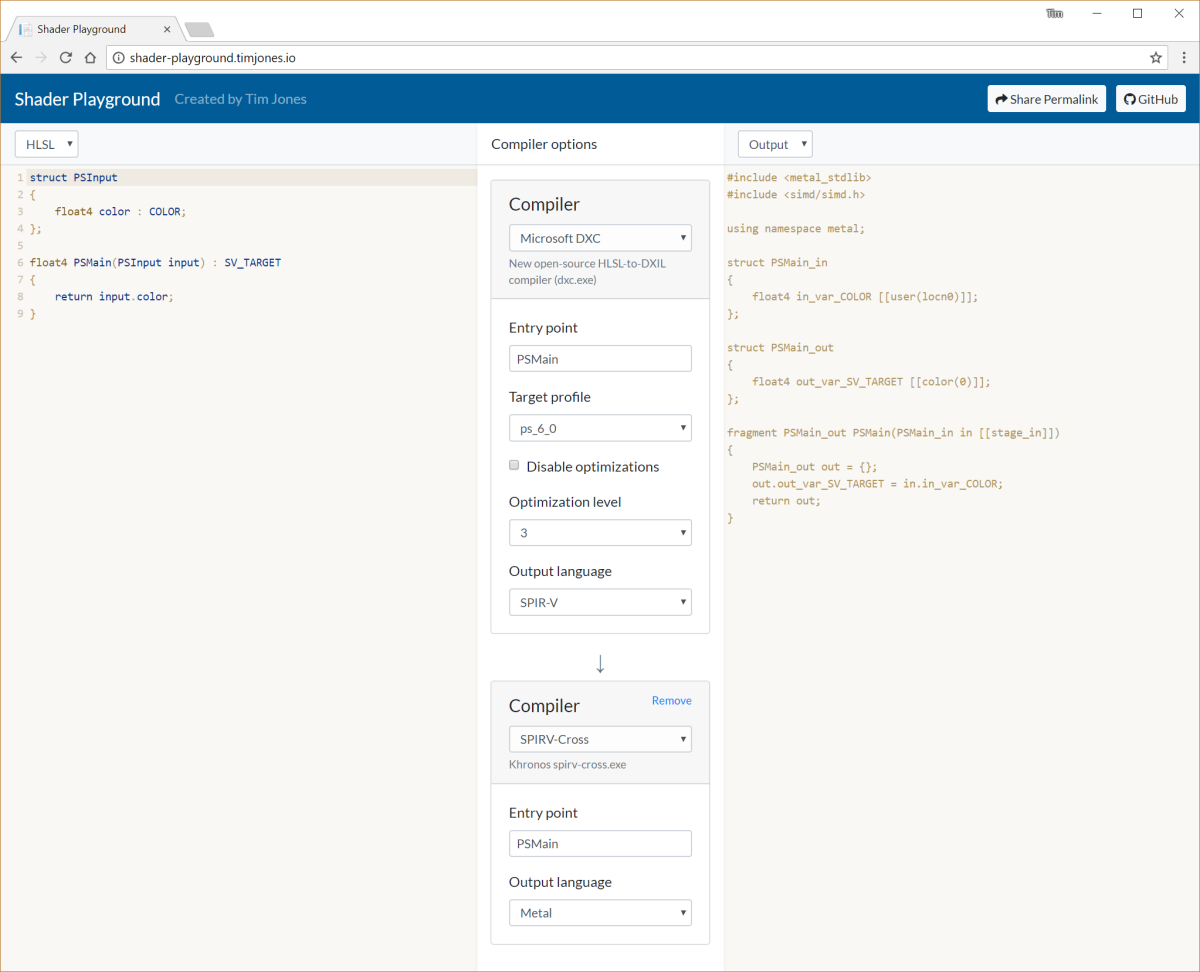 Shader Playground
Tim
shader-playground.timjones.io
Shader Playground Created by Tim Jones
Share Permalink
GitHub
HLSL
1 struct PSInput
2 {
3     float4 color : COLOR;
4 };
5
6 float4 PSMain(PSInput input) : SV_TARGET
7 {
8     return input.color;
9 }
Compiler options
Compiler
Microsoft DXC
New open-source HLSL-to-DXIL
compiler (dxc.exe)
Entry point
PSMain
Target profile
ps_6_0
Disable optimizations
Optimization level
3
Output language
SPIR-V
↓
Compiler
Remove
SPIRV-Cross
Khronos spirv-cross.exe
Entry point
PSMain
Output language
Metal
Output
#include <metal_stdlib>
#include <simd/simd.h>
using namespace metal;
struct PSMain_in
{
    float4 in_var_COLOR [[user(locn0)]];
};
struct PSMain_out
{
    float4 out_var_SV_TARGET [[color(0)]];
};
fragment PSMain_out PSMain(PSMain_in in [[stage_in]])
{
    PSMain_out out = {};
    out.out_var_SV_TARGET = in.in_var_COLOR;
    return out;
}